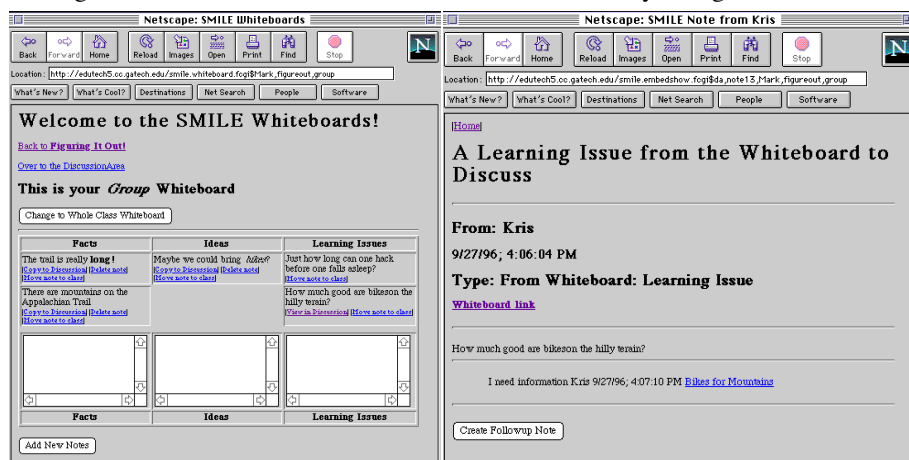 Netscape: SMILE Whiteboards
Back Forward Home Reload Images Open Print Find Stop
N
Location: http://edutech5.cc.gatech.edu/smile.whiteboard.fcgi$Mark,figureout,group
What's New? What's Cool? Destinations Net Search People Software
Welcome to the SMILE Whiteboards!
Back to Figuring It Out!
Over to the DiscussionArea
This is your Group Whiteboard
Change to Whole Class Whiteboard
Facts Ideas Learning Issues
The trail is really long!
[Copy to Discussion] [Delete note]
[Move note to class]
Maybe we could bring bikes?
[Copy to Discussion] [Delete note]
[Move note to class]
Just how long can one hack
before one falls asleep?
[Move note to class]
There are mountains on the
Appalachian Trail
[Copy to Discussion] [Delete note]
[Move note to class]
How much good are bikeson the
hilly terain?
[View in Discussion] [Move note to class]
Facts Ideas Learning Issues
Add New Notes
Netscape: SMILE Note from Kris
Back Forward Home Reload Images Open Print Find Stop
N
Location: http://edutech5.cc.gatech.edu/smile.embedshow.fcgi$da_note13,Mark,figureout,group
What's New? What's Cool? Destinations Net Search People Software
[Home]
A Learning Issue from the Whiteboard to
Discuss
From: Kris
9/27/96; 4:06:04 PM
Type: From Whiteboard: Learning Issue
Whiteboard link
How much good are bikeson the hilly terain?
I need information Kris 9/27/96; 4:07:10 PM Bikes for Mountains
Create Followup Note